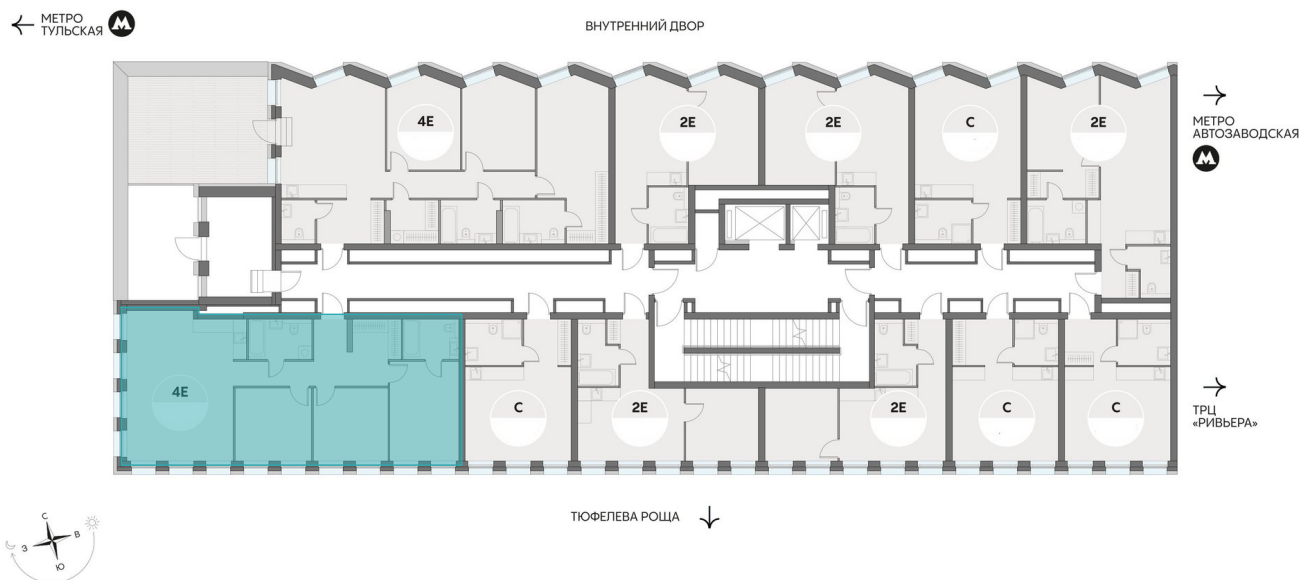 МЕТРО
ТУЛЬСКАЯ
М
ВНУТРЕННИЙ ДВОР
4Е
2Е
2Е
С
2Е
МЕТРО
АВТОЗАВОДСКАЯ
М
4Е
С
2Е
2Е
С
С
ТРЦ
«РИВЬЕРА»
ТЮФЕЛЕВА РОЩА
С
З
В
Ю